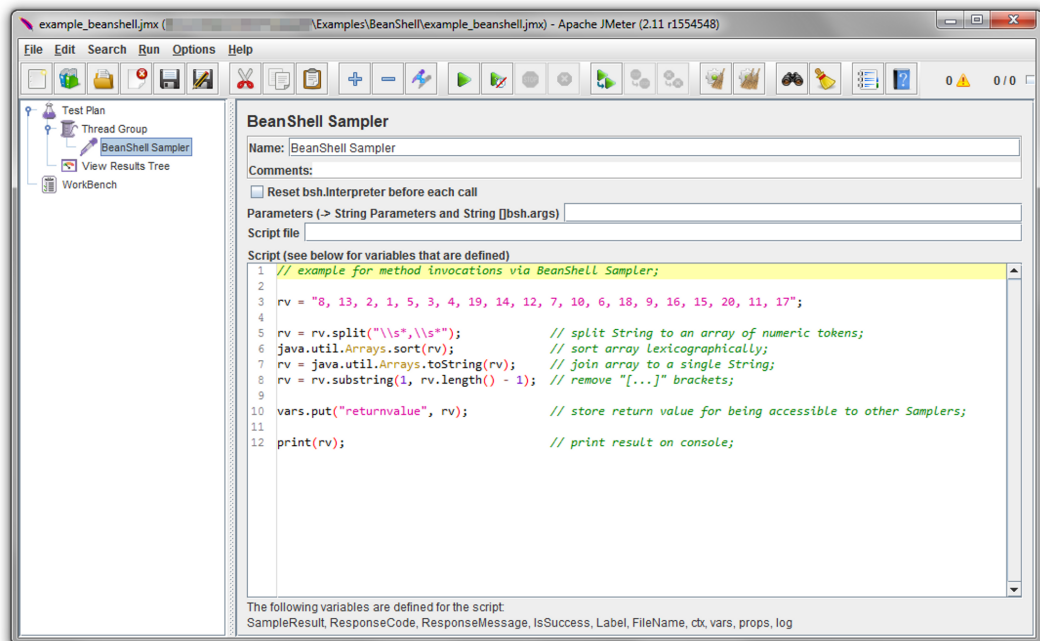 example_beanshell.jmx ( \Examples\BeanShell\example_beanshell.jmx) - Apache JMeter (2.11 r1554548)
File Edit Search Run Options Help
0 0 / 0
Test Plan
Thread Group
BeanShell Sampler
View Results Tree
WorkBench
BeanShell Sampler
Name: BeanShell Sampler
Comments:
Reset bsh.Interpreter before each call
Parameters (-> String Parameters and String []bsh.args)
Script file
Script (see below for variables that are defined)
1 // example for method invocations via BeanShell Sampler;
2
3 rv = "8, 13, 2, 1, 5, 3, 4, 19, 14, 12, 7, 10, 6, 18, 9, 16, 15, 20, 11, 17";
4
5 rv = rv.split("\\s*,\\s*"); // split String to an array of numeric tokens;
6 java.util.Arrays.sort(rv); // sort array lexicographically;
7 rv = java.util.Arrays.toString(rv); // join array to a single String;
8 rv = rv.substring(1, rv.length() - 1); // remove "[...]" brackets;
9
10 vars.put("returnvalue", rv); // store return value for being accessible to other Samplers;
11
12 print(rv); // print result on console;
The following variables are defined for the script:
SampleResult, ResponseCode, ResponseMessage, IsSuccess, Label, FileName, ctx, vars, props, log